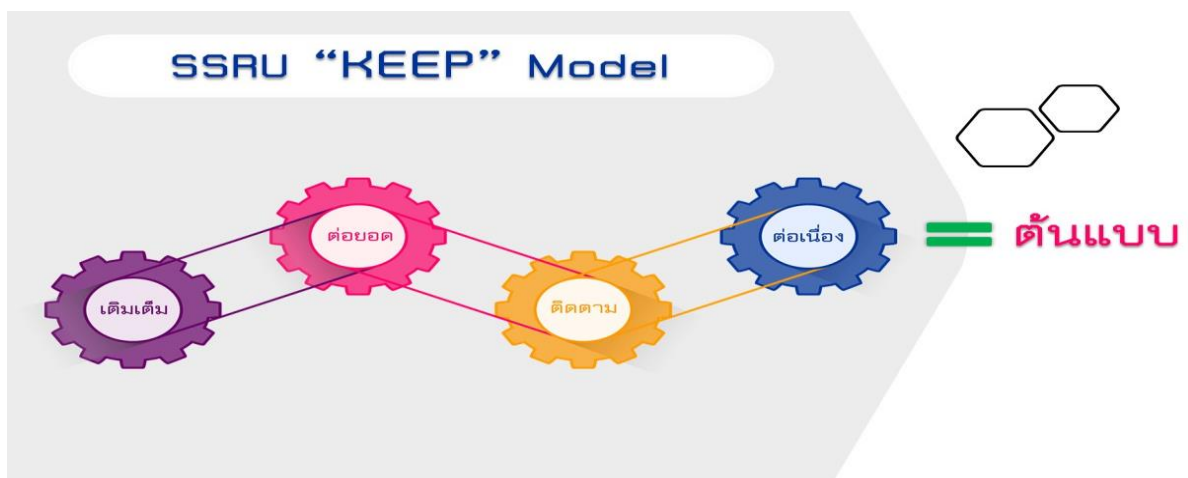 SSRU “KEEP” Model
เติมเต็ม
ต่อยอด
ติดตาม
ต่อเนื่อง
= ต้นแบบ